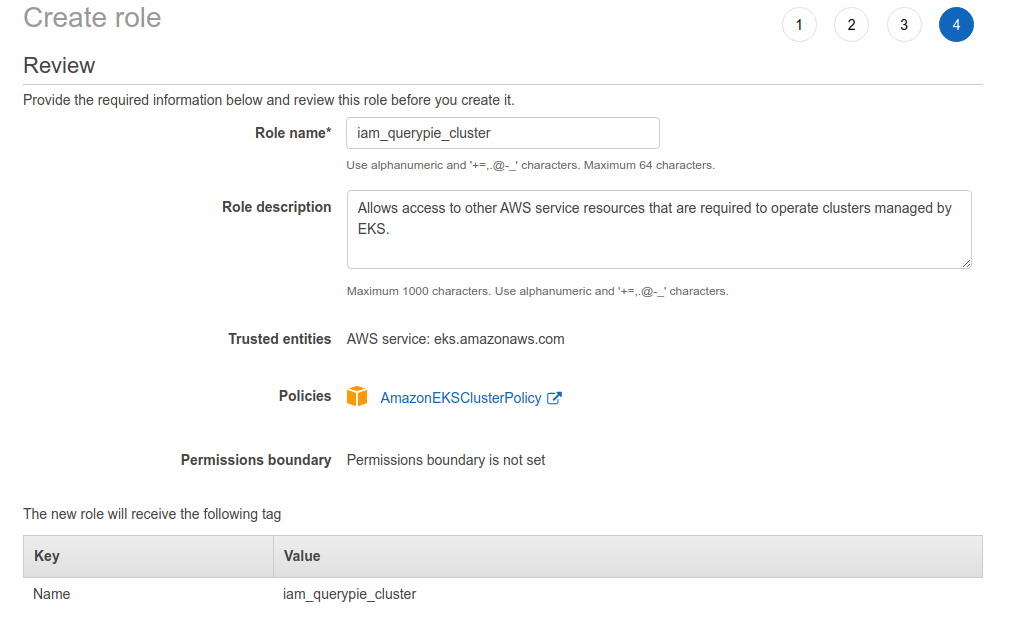 Create role
1 2 3 4
Review
Provide the required information below and review this role before you create it.
Role name* iam_querypie_cluster
Use alphanumeric and '+=,.@-_' characters. Maximum 64 characters.
Role description Allows access to other AWS service resources that are required to operate clusters managed by
EKS.
Maximum 1000 characters. Use alphanumeric and '+=,.@-_' characters.
Trusted entities AWS service: eks.amazonaws.com
Policies AmazonEKSClusterPolicy
Permissions boundary Permissions boundary is not set
The new role will receive the following tag
Key Value
Name iam_querypie_cluster